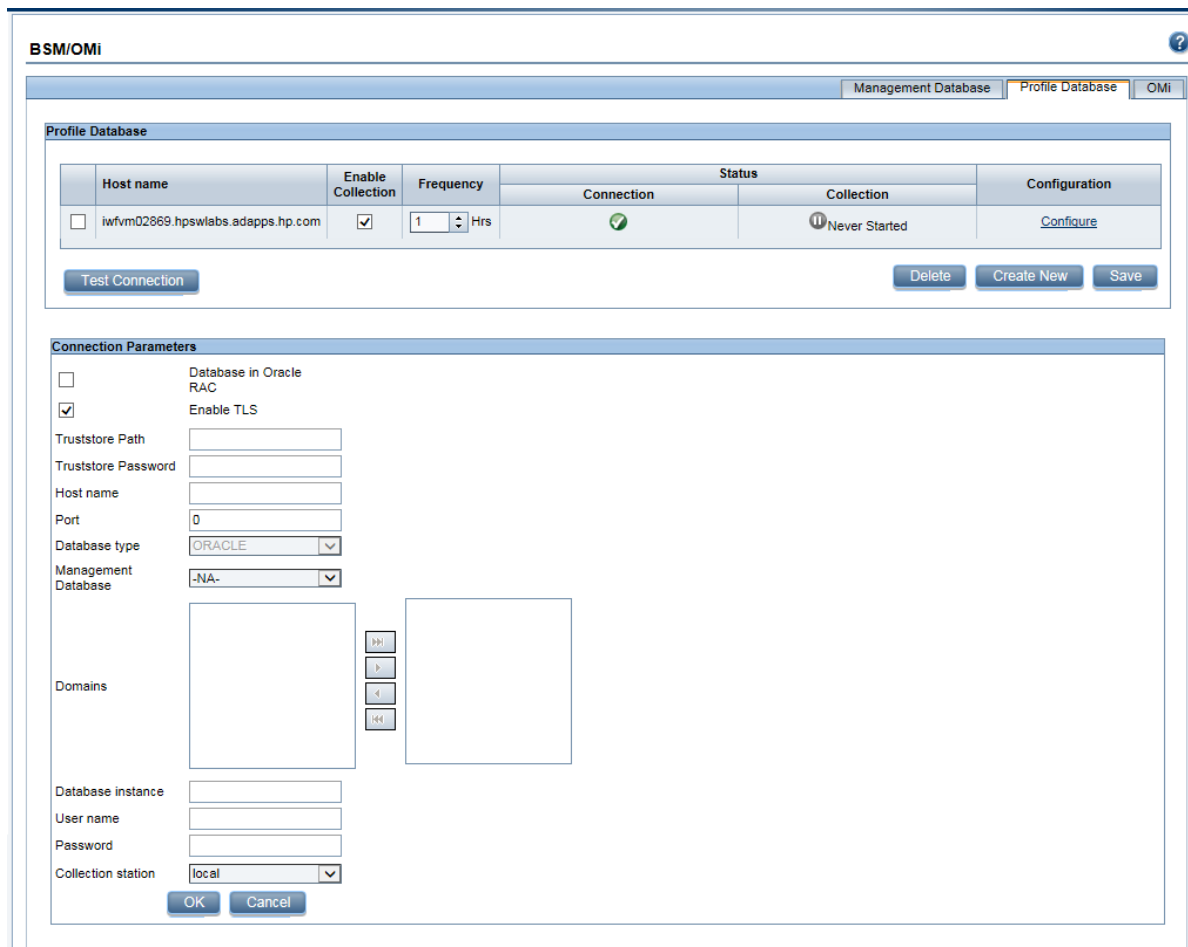 BSM/OMi
?
Management Database
Profile Database
OMi
Profile Database
Host name
Enable
Collection
Frequency
Status
Connection
Collection
Configuration
iwfvm02869.hpswlabs.adapps.hp.com
1 Hrs
Never Started
Configure
Test Connection
Delete
Create New
Save
Connection Parameters
Database in Oracle
RAC
Enable TLS
Truststore Path
Truststore Password
Host name
Port 0
Database type ORACLE
Management
Database
-NA-
Domains
Database instance
User name
Password
Collection station local
OK
Cancel